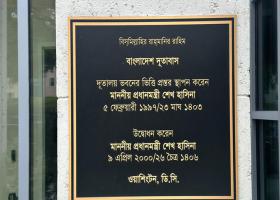 বিসমিল্লাহির রাহমানির রাহিম
বাংলাদেশ দূতাবাস
দূতালয় ভবনের ভিত্তি প্রস্তর স্থাপন করেন
মাননীয় প্রধানমন্ত্রী শেখ হাসিনা
৫ ফেব্রুয়ারী ১৯৯৭/২৩ মাঘ ১৪০৩
উদ্বোধন করেন
মাননীয় প্রধানমন্ত্রী শেখ হাসিনা
৯ এপ্রিল ২০০০/২৬ চৈত্র ১৪০৬
ওয়াশিংটন, ডি.সি.